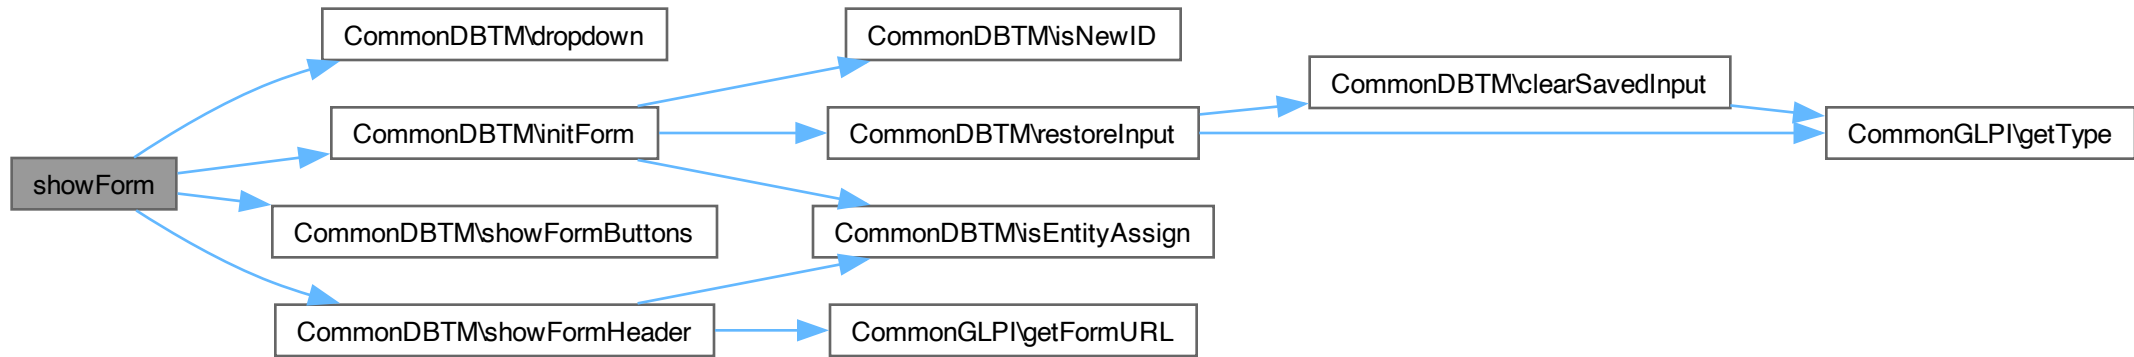 showForm
CommonDBTM\dropdown
CommonDBTM\initForm
CommonDBTM\showFormButtons
CommonDBTM\showFormHeader
CommonDBTM\isNewID
CommonDBTM\restoreInput
CommonDBTM\isEntityAssign
CommonGLPI\getFormURL
CommonDBTM\clearSavedInput
CommonGLPI\getType